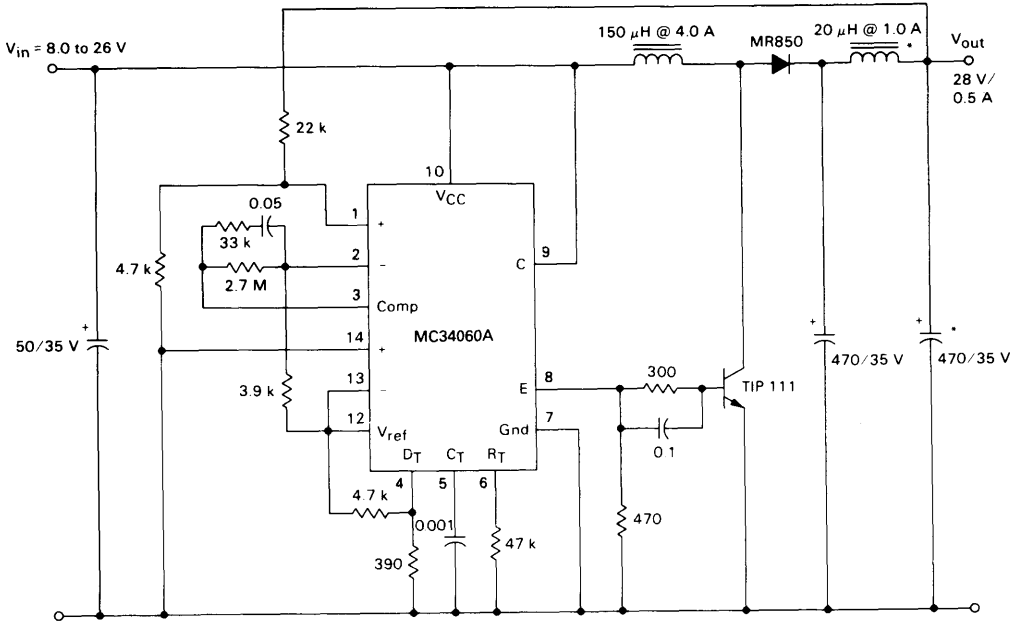 150 μH @ 4.0 A
20 μH @ 1.0 A
*
MR850
V_in = 8.0 to 26 V
V_out
28 V/
0.5 A
22 k
10
V_CC
0.05
33 k
1
+
2
−
2.7 M
9
C
4.7 k
3
Comp
MC34060A
14
+
50/35 V
+
13
−
3.9 k
12
V_ref
8
E
300
TIP 111
+
470/35 V
+
*
470/35 V
7
Gnd
0.1
D_T
C_T
R_T
4
5
6
4.7 k
0.001
470
390
47 k